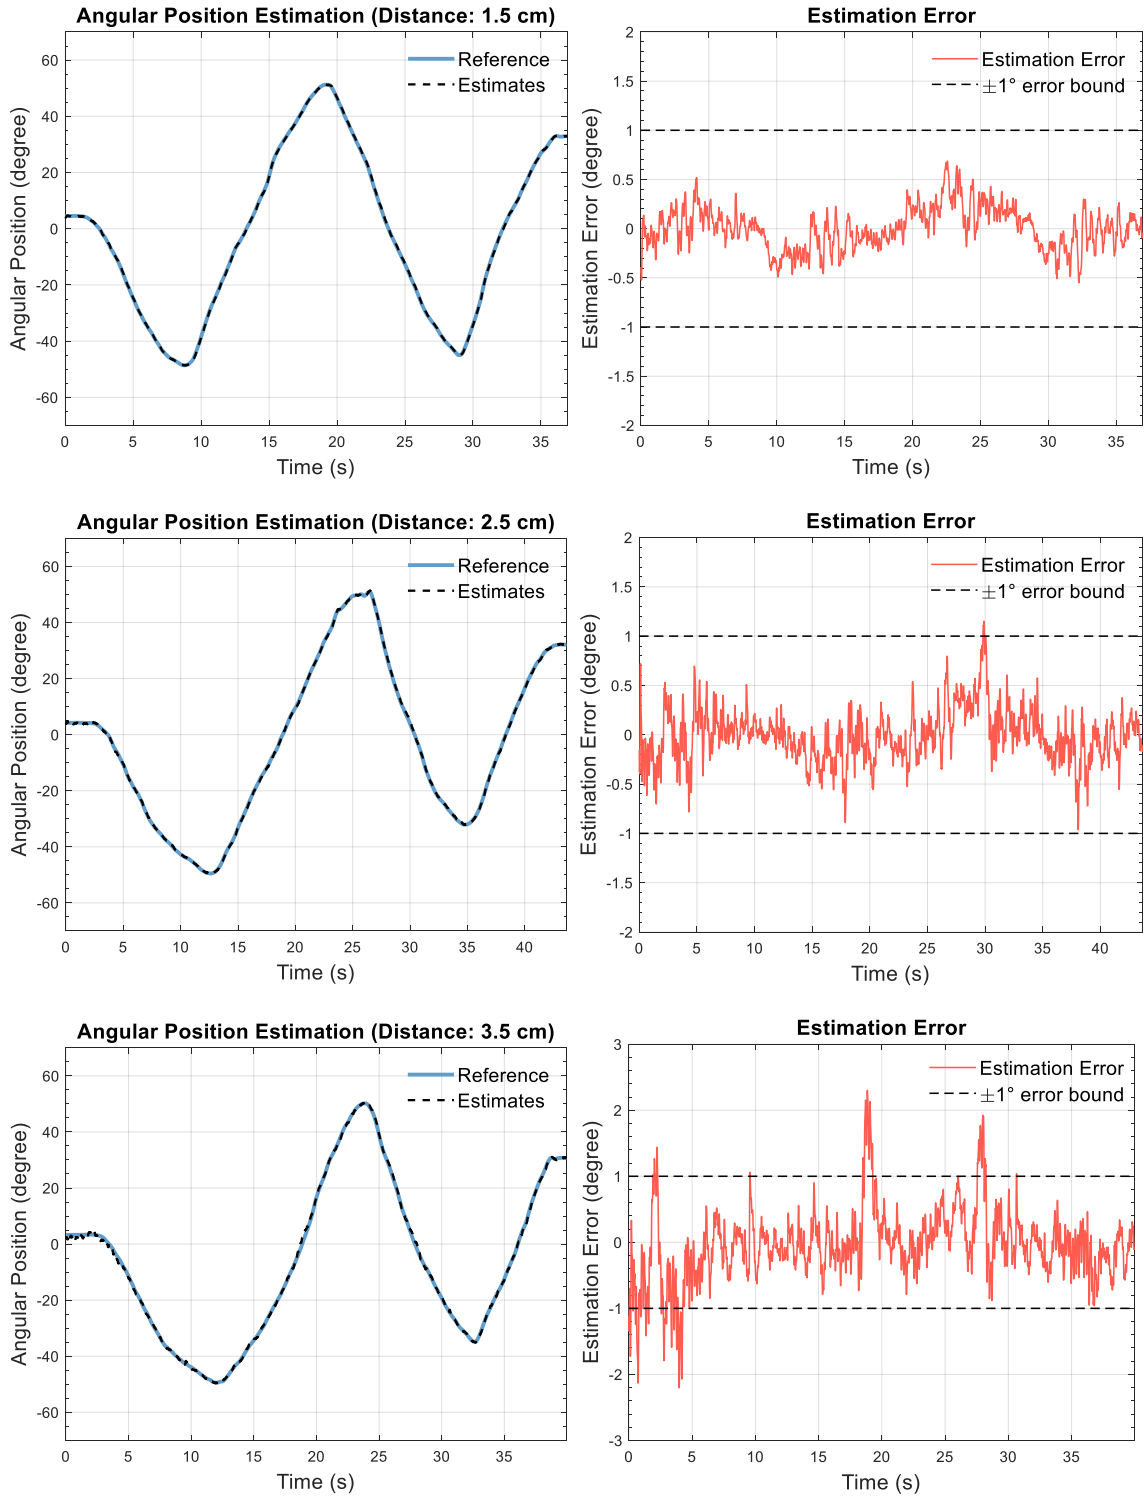 Angular Position Estimation (Distance: 1.5 cm)
Reference
Estimates
60
40
20
0
-20
-40
-60
Angular Position (degree)
0 5 10 15 20 25 30 35
Time (s)
Estimation Error
Estimation Error
±1° error bound
2
1.5
1
0.5
0
-0.5
-1
-1.5
-2
Estimation Error (degree)
0 5 10 15 20 25 30 35
Time (s)
Angular Position Estimation (Distance: 2.5 cm)
Reference
Estimates
60
40
20
0
-20
-40
-60
Angular Position (degree)
0 5 10 15 20 25 30 35 40
Time (s)
Estimation Error
Estimation Error
±1° error bound
2
1.5
1
0.5
0
-0.5
-1
-1.5
-2
Estimation Error (degree)
0 5 10 15 20 25 30 35 40
Time (s)
Angular Position Estimation (Distance: 3.5 cm)
Reference
Estimates
60
40
20
0
-20
-40
-60
Angular Position (degree)
0 5 10 15 20 25 30 35
Time (s)
Estimation Error
Estimation Error
±1° error bound
3
2
1
0
-1
-2
-3
Estimation Error (degree)
0 5 10 15 20 25 30 35
Time (s)